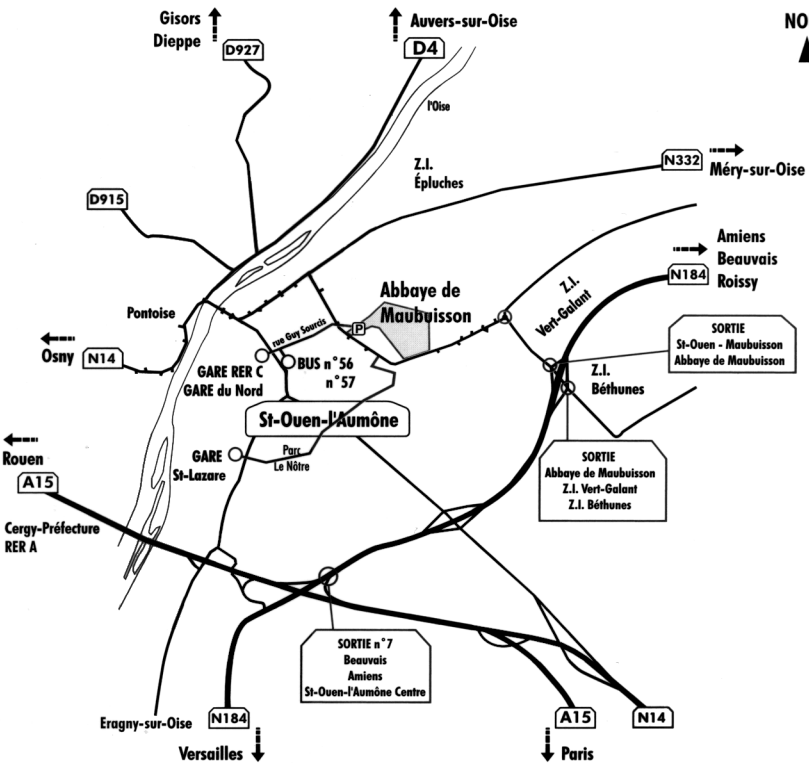 Gisors
Dieppe
Auvers-sur-Oise
NO
D927
D4
l'Oise
Z.I.
Épluches
N332
Méry-sur-Oise
D915
Amiens
Beauvais
Roissy
N184
Abbaye de
Maubuisson
Z.I.
Vert-Galant
Pontoise
P
rue Guy Sourcis
SORTIE
St-Ouen - Maubuisson
Abbaye de Maubuisson
Osny
N14
GARE RER C
GARE du Nord
BUS n°56
n°57
Z.I.
Béthunes
St-Ouen-l'Aumône
Rouen
A15
GARE
St-Lazare
Parc
Le Nôtre
SORTIE
Abbaye de Maubuisson
Z.I. Vert-Galant
Z.I. Béthunes
Cergy-Préfecture
RER A
SORTIE n°7
Beauvais
Amiens
St-Ouen-l'Aumône Centre
Eragny-sur-Oise
N184
A15
N14
Versailles
Paris